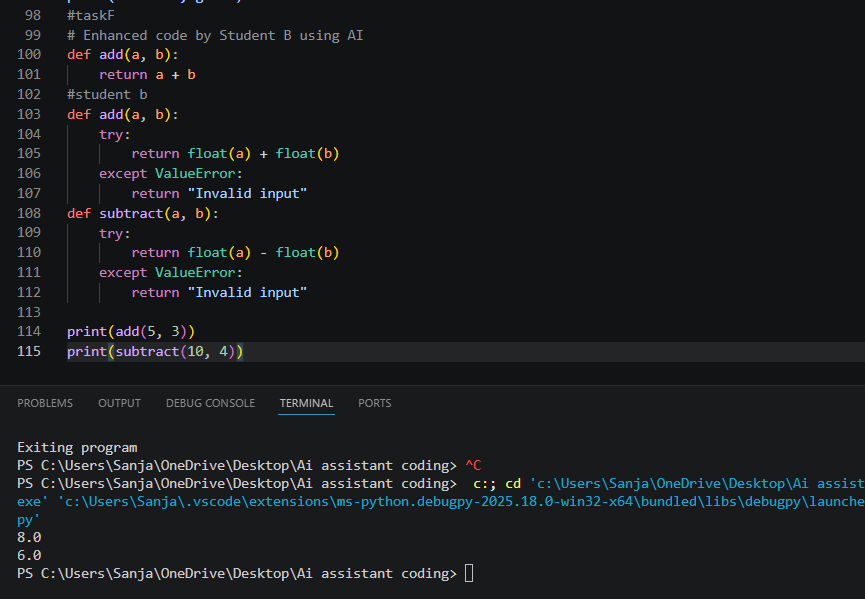 98 #taskF
99 # Enhanced code by Student B using AI
100 def add(a, b):
101     return a + b
102 #student b
103 def add(a, b):
104     try:
105         return float(a) + float(b)
106     except ValueError:
107         return "Invalid input"
108 def subtract(a, b):
109     try:
110         return float(a) - float(b)
111     except ValueError:
112         return "Invalid input"
113
114 print(add(5, 3))
115 print(subtract(10, 4))
PROBLEMS OUTPUT DEBUG CONSOLE TERMINAL PORTS
Exiting program
PS C:\Users\Sanja\OneDrive\Desktop\Ai assistant coding> ^C
PS C:\Users\Sanja\OneDrive\Desktop\Ai assistant coding>  c:; cd 'c:\Users\Sanja\OneDrive\Desktop\Ai assist
exe' 'c:\Users\Sanja\.vscode\extensions\ms-python.debugpy-2025.18.0-win32-x64\bundled\libs\debugpy\launche
py'
8.0
6.0
PS C:\Users\Sanja\OneDrive\Desktop\Ai assistant coding>